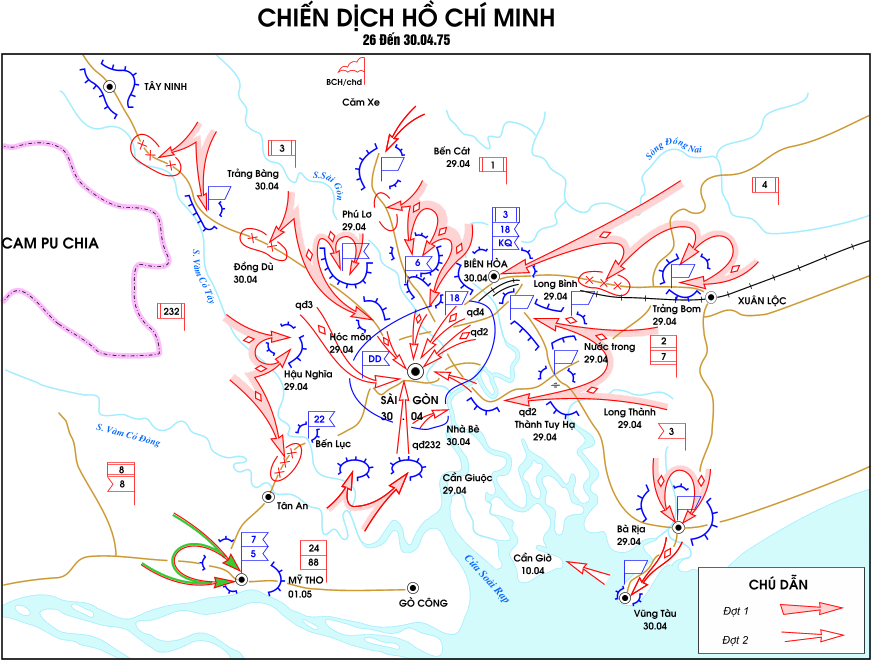 CHIẾN DỊCH HỒ CHÍ MINH
26 Đến 30.04.75
TÂY NINH
BCH/chd
Căm Xe
3
Trảng Bàng
30.04
S.Sài Gòn
Bến Cát
29.04
1
Sông Đồng Nai
4
Phú Lơ
29.04
3
18
KQ
CAM PU CHIA
S. Vàm Cỏ Tây
Đồng Dù
30.04
6
BIÊN HÒA
30.04
Long Bình
29.04
Trảng Bom
29.04
XUÂN LỘC
232
qđ3
18
qđ4
qđ2
Hóc môn
29.04
DD
Nước trong
29.04
2
7
Hậu Nghĩa
29.04
SÀI GÒN
30.04
qđ2
Thành Tuy Hạ
29.04
Long Thành
29.04
3
22
Bến Lục
Nhà Bè
30.04
qđ232
S. Vàm Cỏ Đông
8
8
Cần Giuộc
29.04
Tân An
Bà Rịa
29.04
7
5
24
88
MỸ THO
01.05
GÒ CÔNG
Cửa Soài Rạp
Cần Giờ
10.04
Vũng Tàu
30.04
CHÚ DẪN
Đợt 1
Đợt 2